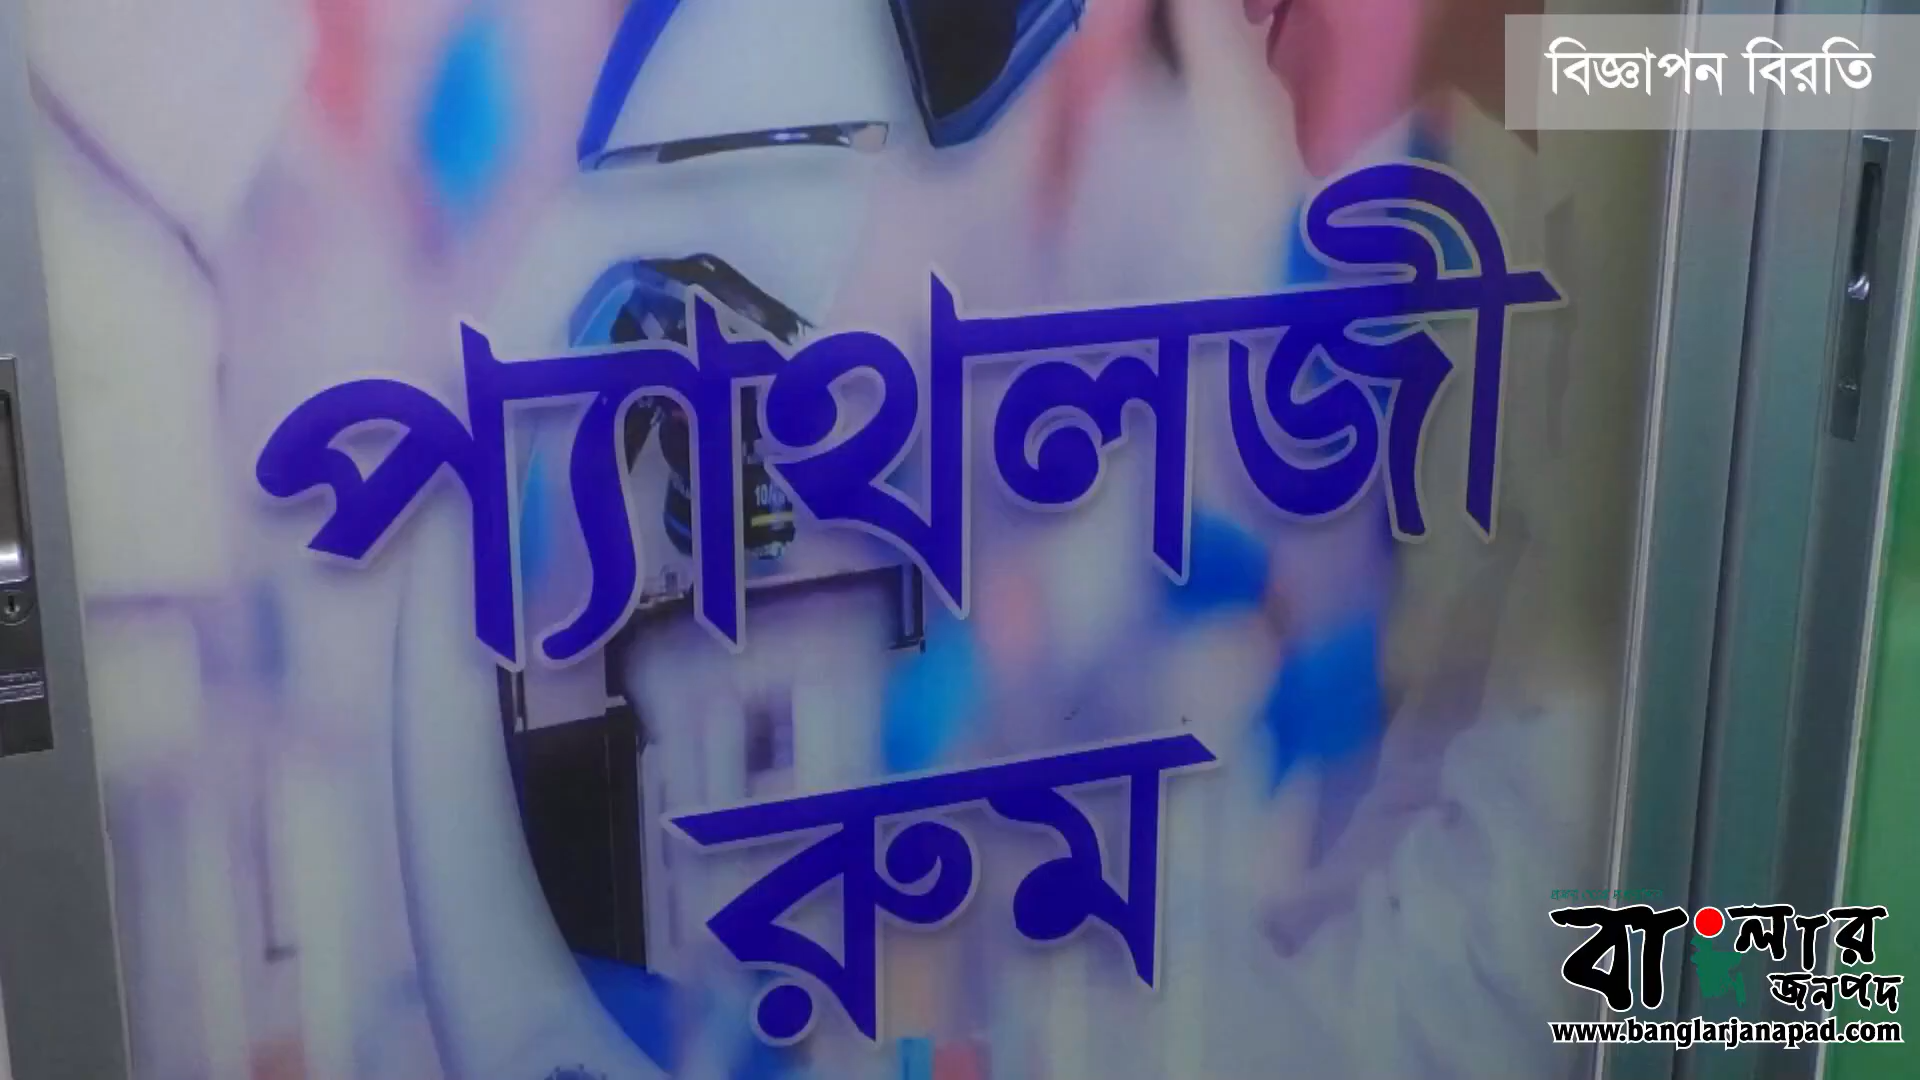 বিজ্ঞাপন বিরতি
প্যাথলজী
রুম
বাংলার
জনপদ
www.banglarjanapad.com